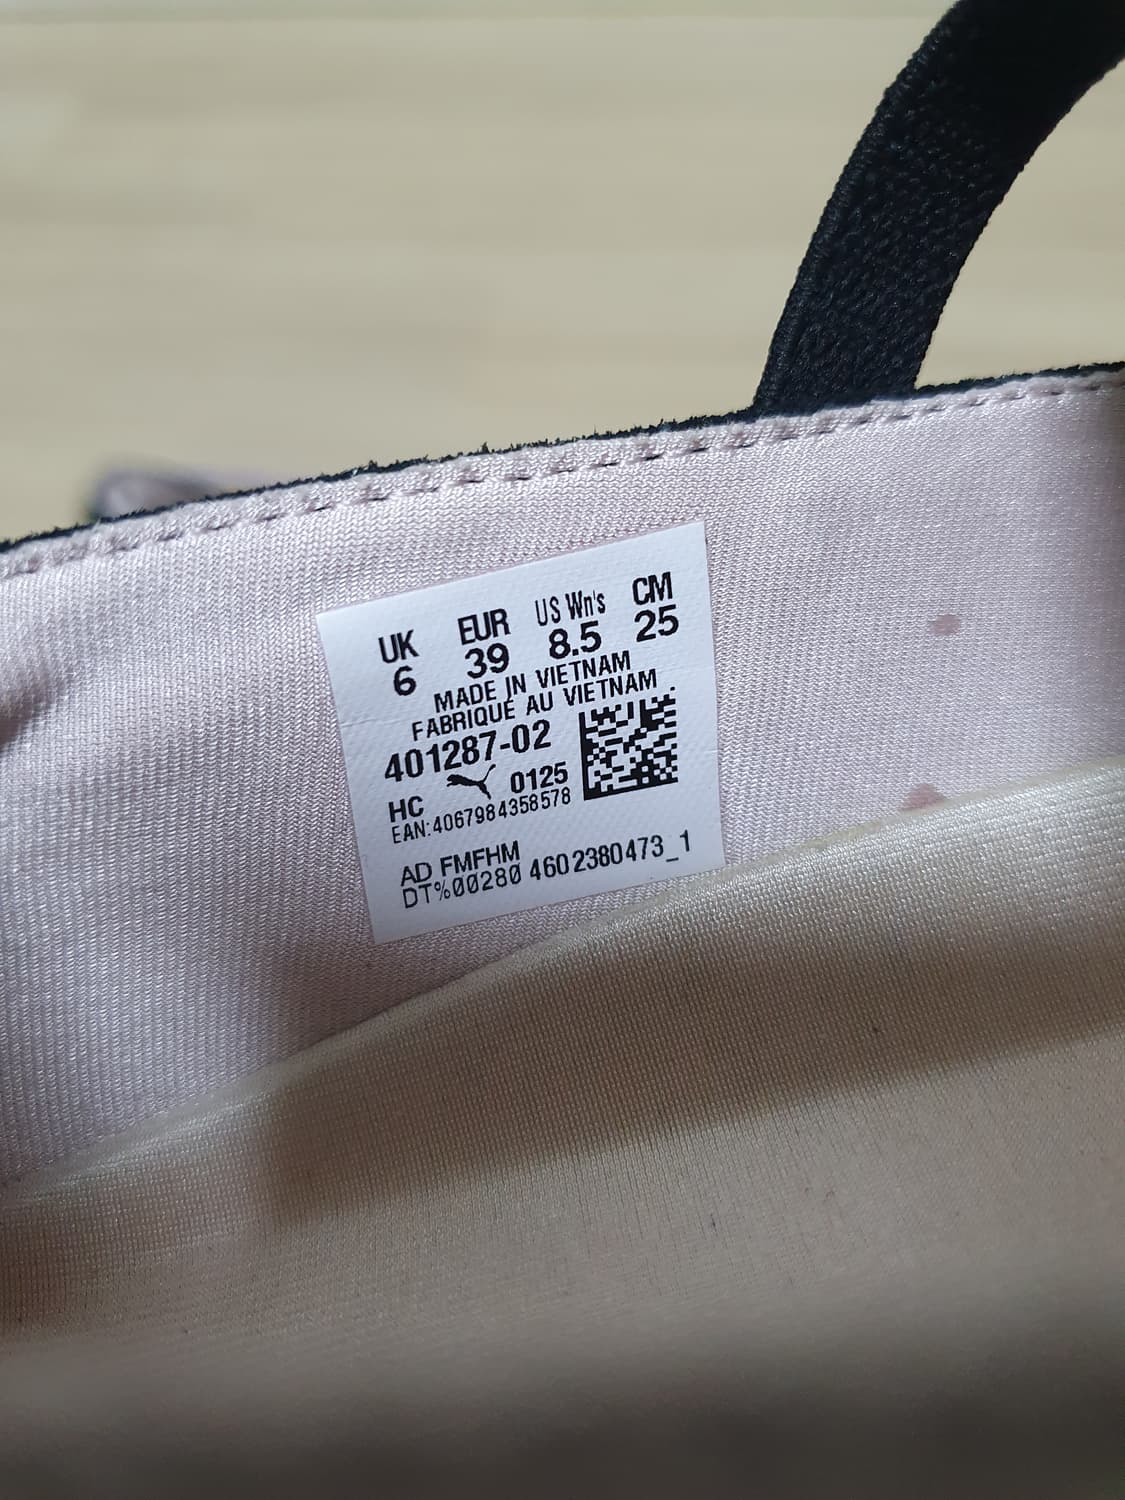 UK EUR US Wn's CM
6 39 8.5 25
MADE IN VIETNAM
FABRIQUÉ AU VIETNAM
401287-02
HC 0125
EAN:4067984358578
AD FMFHM
DT%00280 4602380473_1